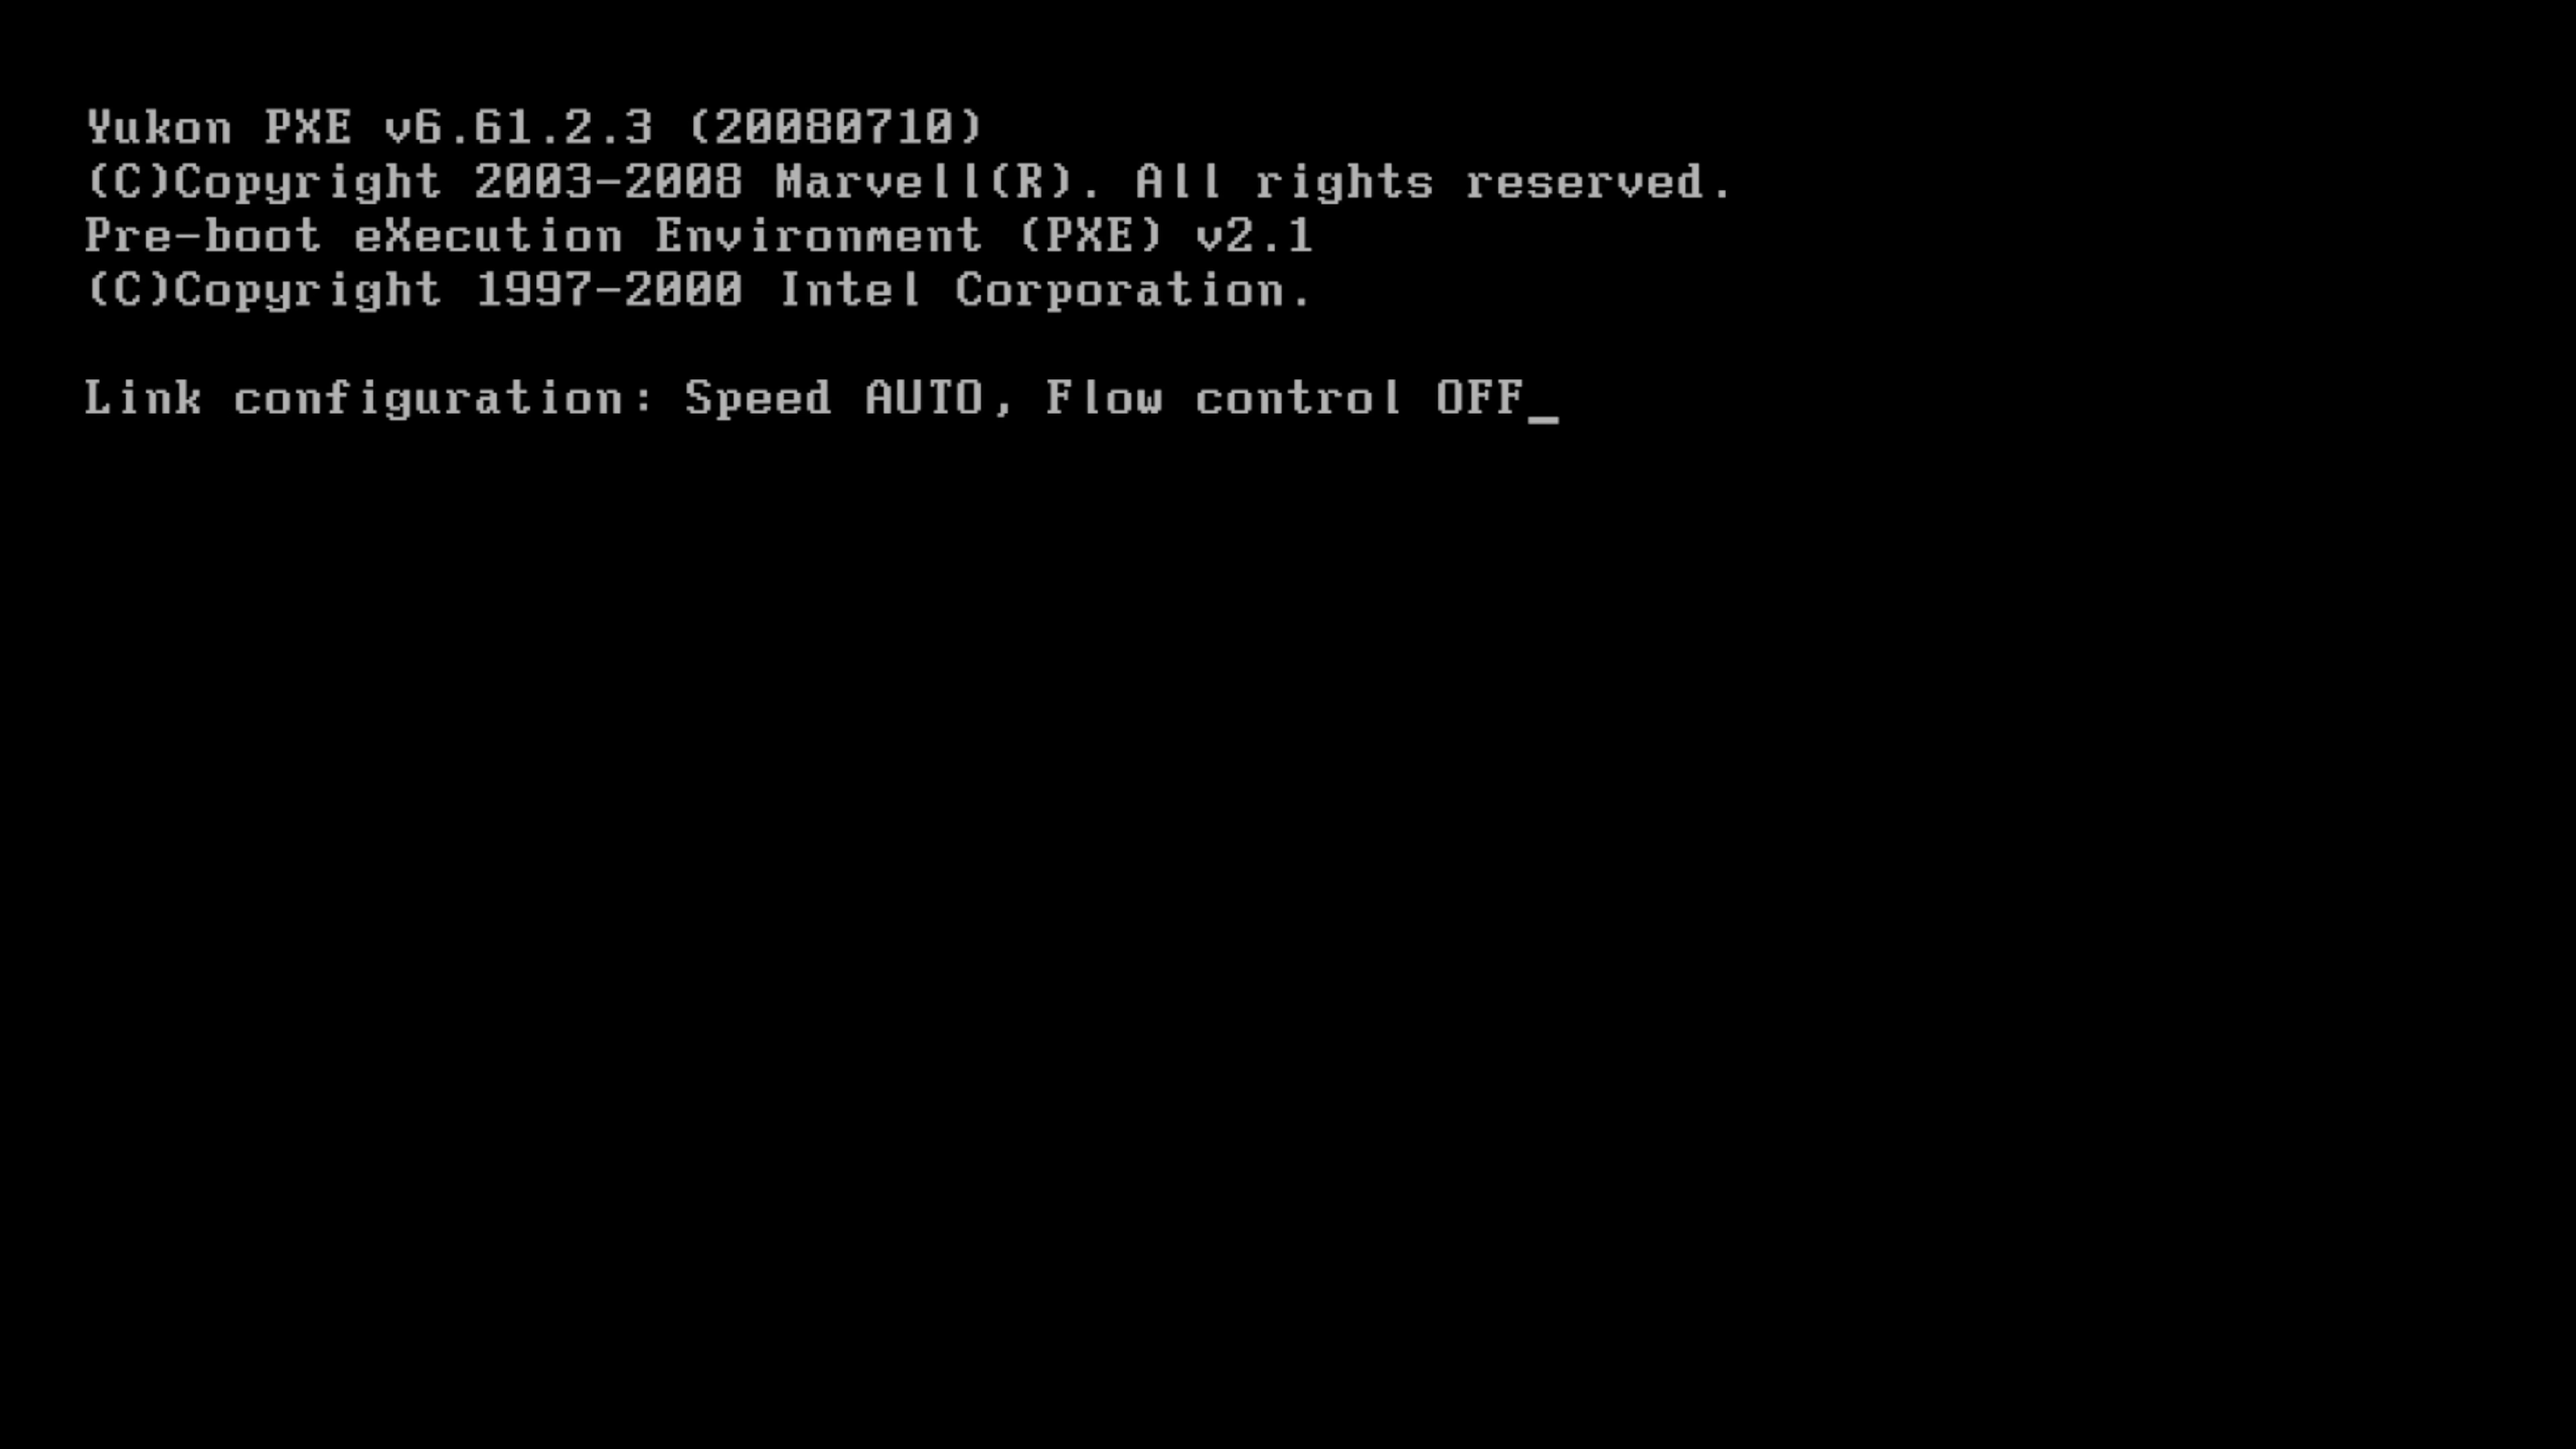 Yukon PXE v6.61.2.3 (20080710)
(C)Copyright 2003-2008 Marvell(R). All rights reserved.
Pre-boot eXecution Environment (PXE) v2.1
(C)Copyright 1997-2000 Intel Corporation.
Link configuration: Speed AUTO, Flow control OFF_